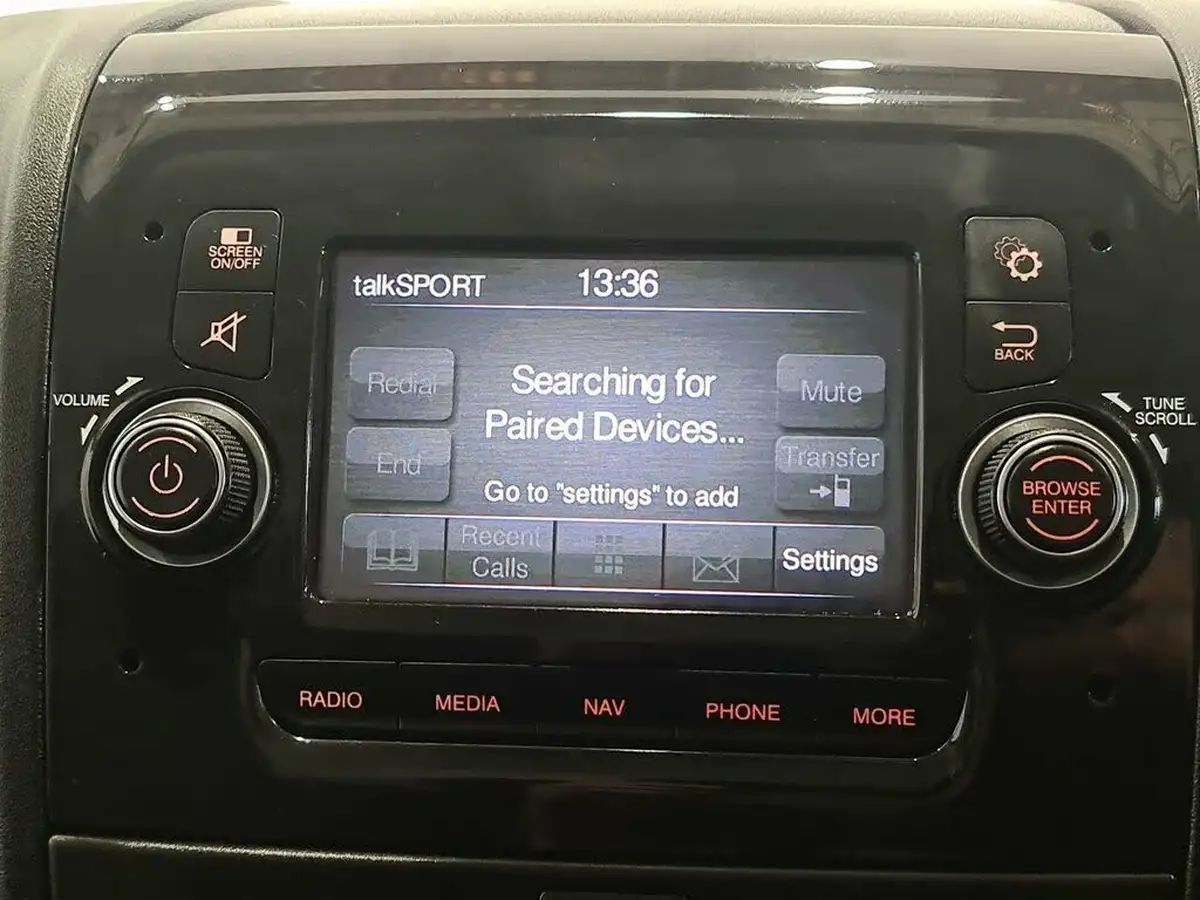 SCREEN
ON/OFF
VOLUME
talkSPORT
13:36
Redial
End
Searching for
Paired Devices...
Go to "settings" to add
Mute
Transfer
Recent
Calls
Settings
BACK
TUNE
SCROLL
BROWSE
ENTER
RADIO
MEDIA
NAV
PHONE
MORE